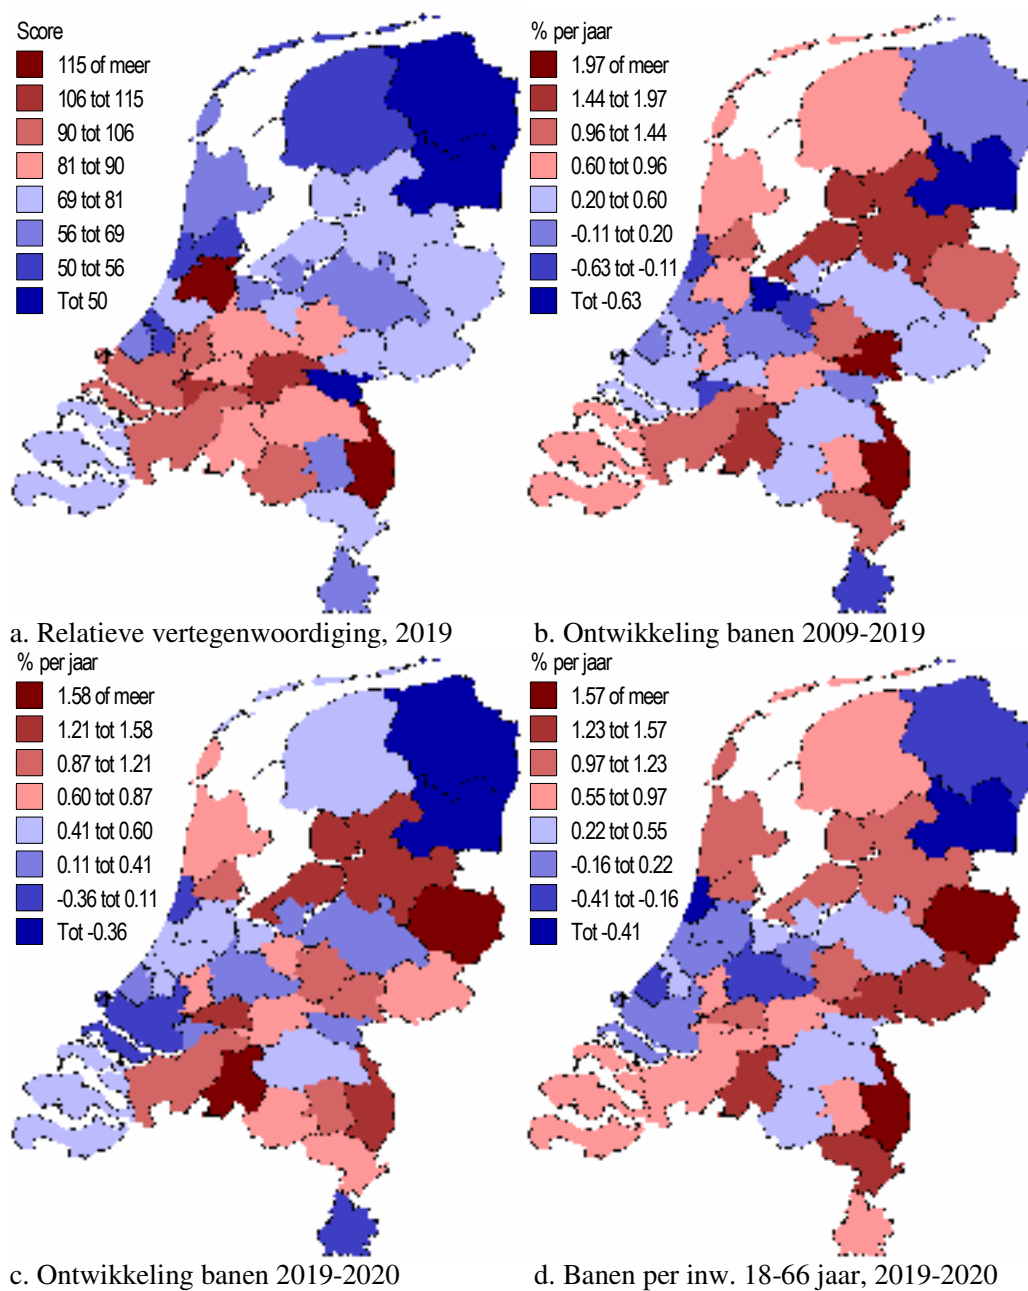 Score
115 of meer
106 tot 115
90 tot 106
81 tot 90
69 tot 81
56 tot 69
50 tot 56
Tot 50
a. Relatieve vertegenwoordiging, 2019
% per jaar
1.97 of meer
1.44 tot 1.97
0.96 tot 1.44
0.60 tot 0.96
0.20 tot 0.60
-0.11 tot 0.20
-0.63 tot -0.11
Tot -0.63
b. Ontwikkeling banen 2009-2019
% per jaar
1.58 of meer
1.21 tot 1.58
0.87 tot 1.21
0.60 tot 0.87
0.41 tot 0.60
0.11 tot 0.41
-0.36 tot 0.11
Tot -0.36
c. Ontwikkeling banen 2019-2020
% per jaar
1.57 of meer
1.23 tot 1.57
0.97 tot 1.23
0.55 tot 0.97
0.22 tot 0.55
-0.16 tot 0.22
-0.41 tot -0.16
Tot -0.41
d. Banen per inw. 18-66 jaar, 2019-2020